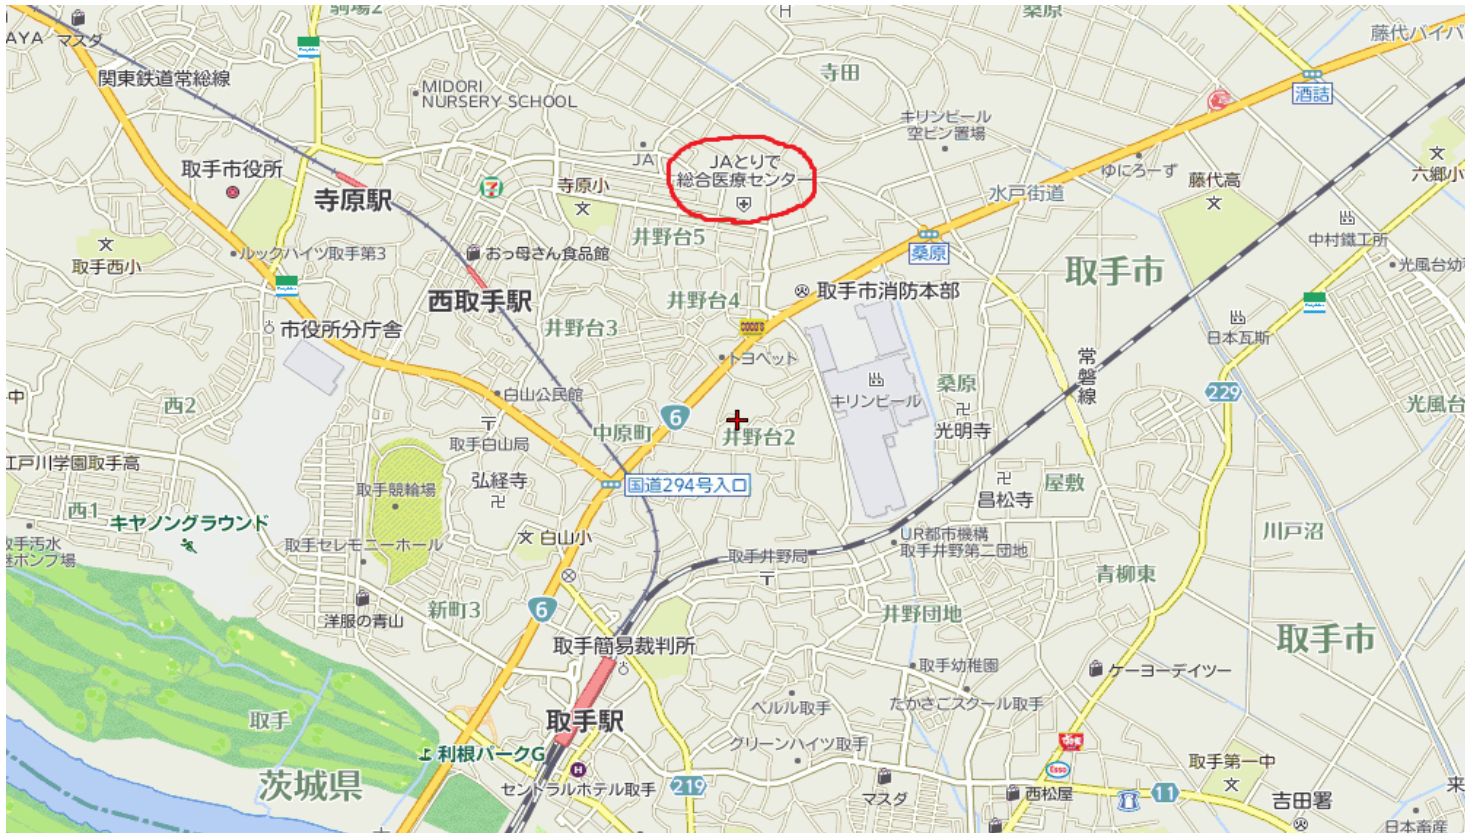 駒場2
桑原
AYA
マスダ
藤代バイパ
関東鉄道常総線
寺田
酒詰
MIDORI
NURSERY SCHOOL
キリンビール
空ビン置場
JA
JAとりで
総合医療センター
取手市役所
寺原駅
寺原小
水戸街道
ゆにろーず
藤代高
六郷小
取手西小
ルックハイツ取手第3
おっ母さん食品館
井野台5
桑原
取手市
中村鐵工所
光風台幼
西取手駅
井野台4
取手市消防本部
市役所分庁舎
井野台3
COCO'S
トヨペット
日本瓦斯
常磐線
中
西2
白山公民館
6
キリンビール
桑原
229
光風台
取手白山局
中原町
井野台2
光明寺
江戸川学園取手高
弘経寺
国道294号入口
取手競輪場
昌松寺
屋敷
西1
キヤノングラウンド
取手セレモニーホール
白山小
取手井野局
UR都市機構
取手井野第二団地
川戸沼
取手汚水
継ポンプ場
新町3
6
青柳東
洋服の青山
井野団地
取手簡易裁判所
取手市
取手幼稚園
ケーヨーデイツー
取手
取手駅
ベルル取手
たかさごスクール取手
利根パークG
グリーンハイツ取手
茨城県
セントラルホテル取手
219
マスダ
Esso
西松屋
11
取手第一中
吉田署
来
日本畜産